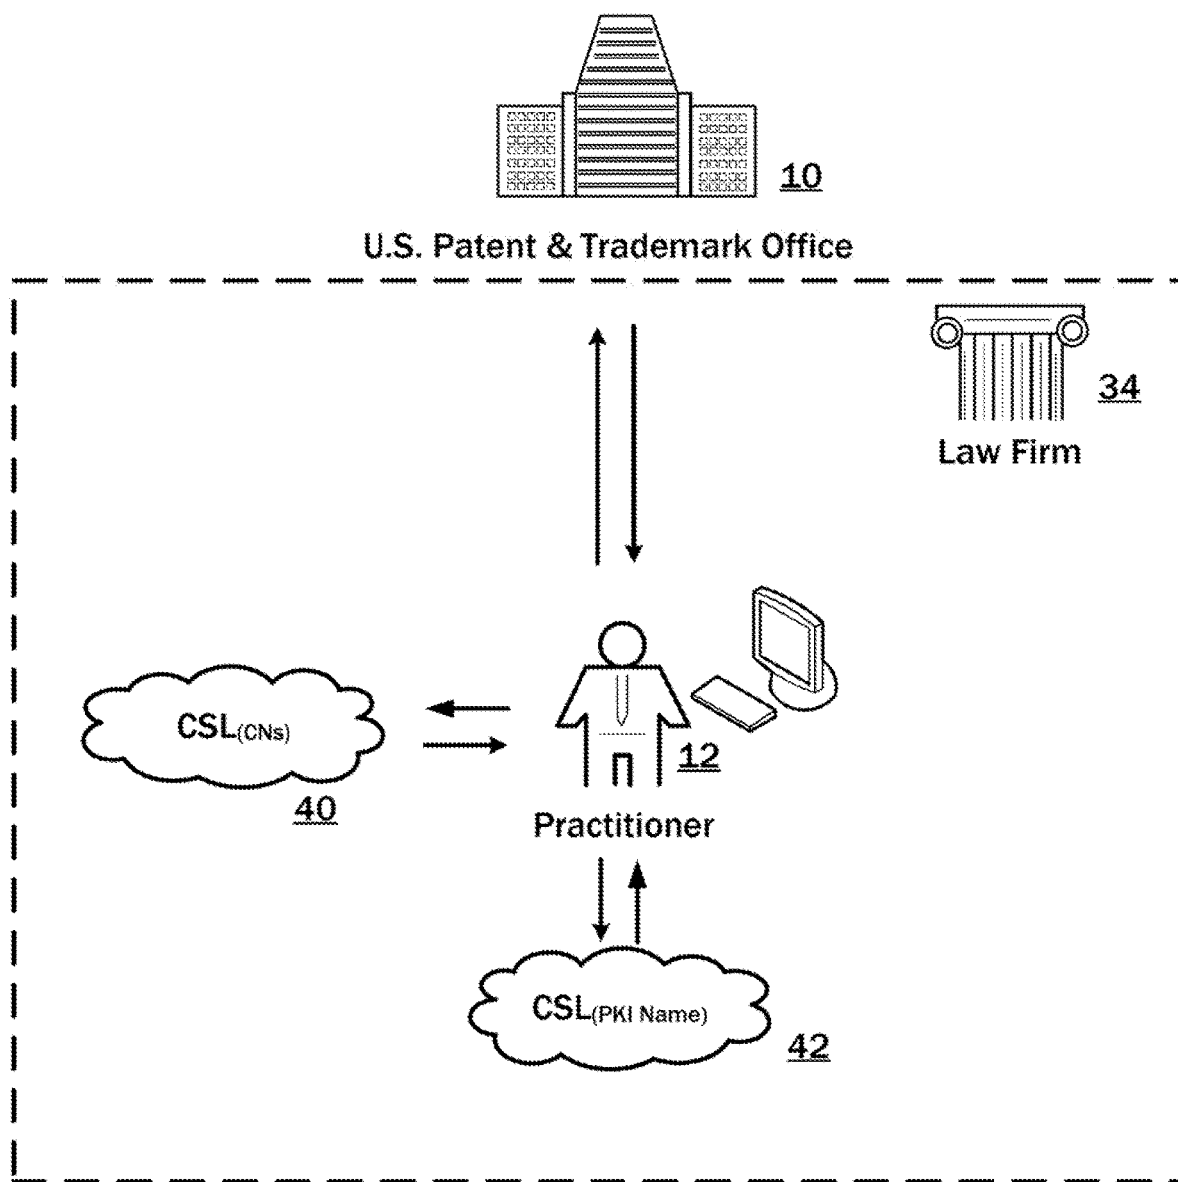 10
U.S. Patent & Trademark Office
34
Law Firm
CSL(CNs)
12
40
Practitioner
CSL(PKI Name)
42